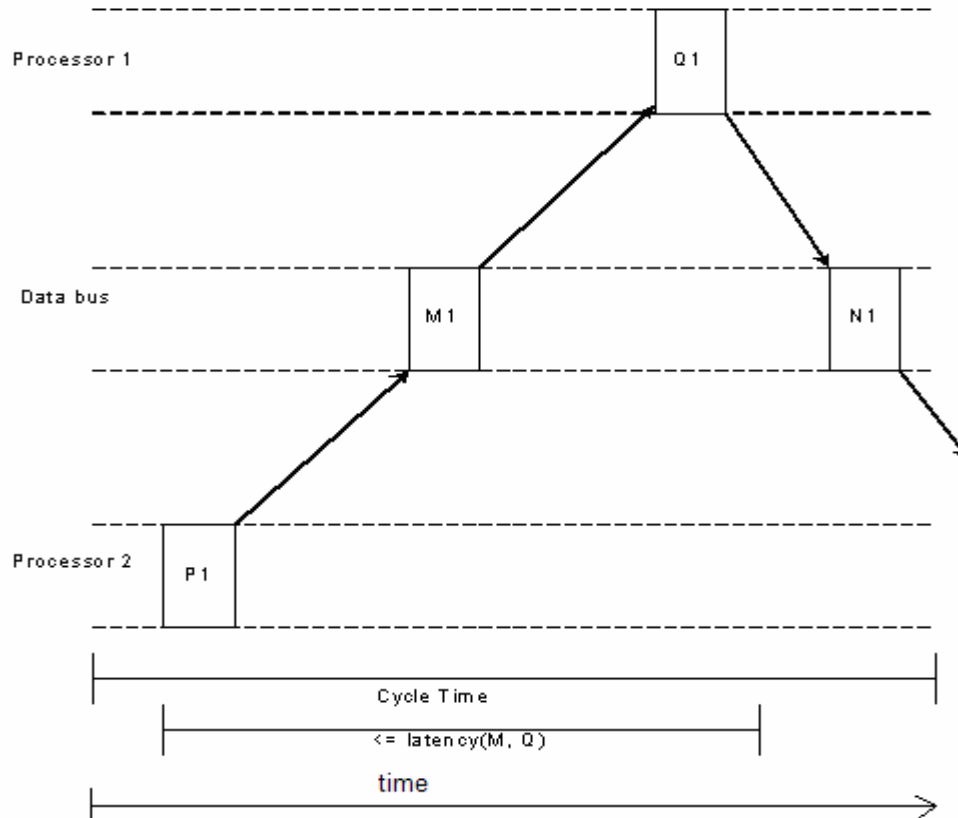 Processor 1
Q1
Data bus
M1
N1
Processor 2
P1
Cycle Time
<= latency(M, Q)
time